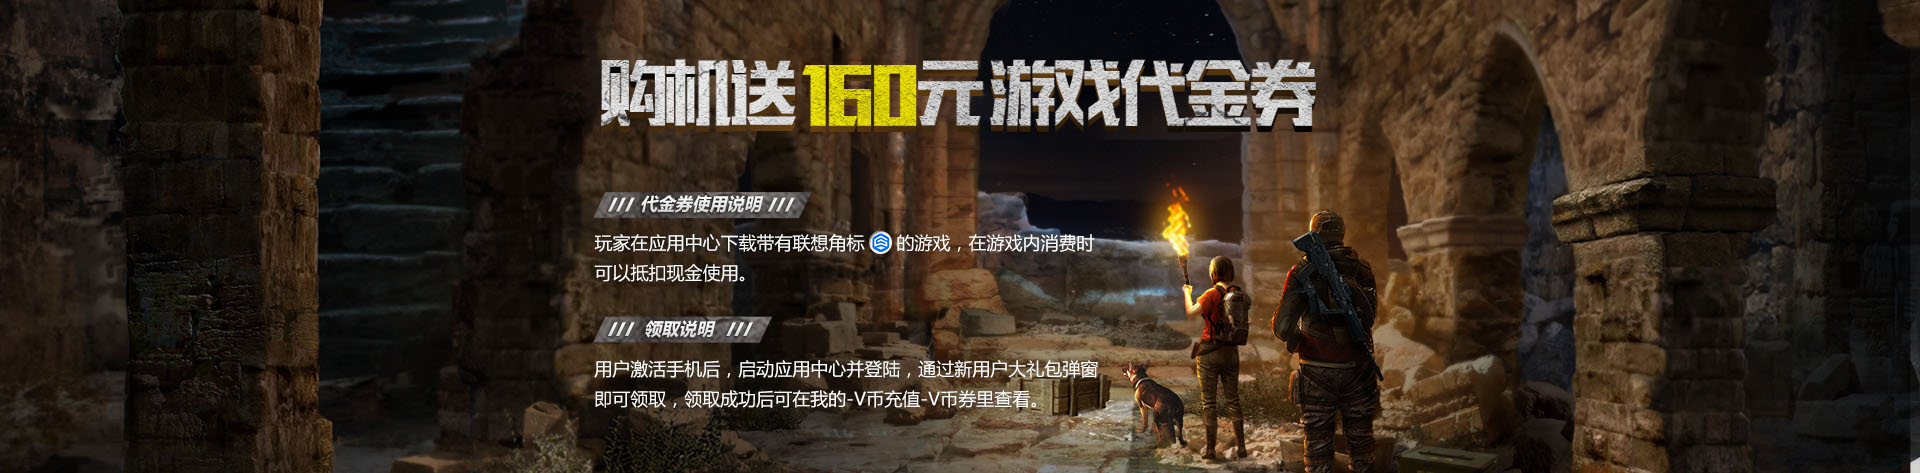 购机送160元游戏代金券
/// 代金券使用说明 ///
玩家在应用中心下载带有联想角标的游戏，在游戏内消费时
可以抵扣现金使用。
/// 领取说明 ///
用户激活手机后，启动应用中心并登陆，通过新用户大礼包弹窗
即可领取，领取成功后可在我的-V币充值-V币券里查看。